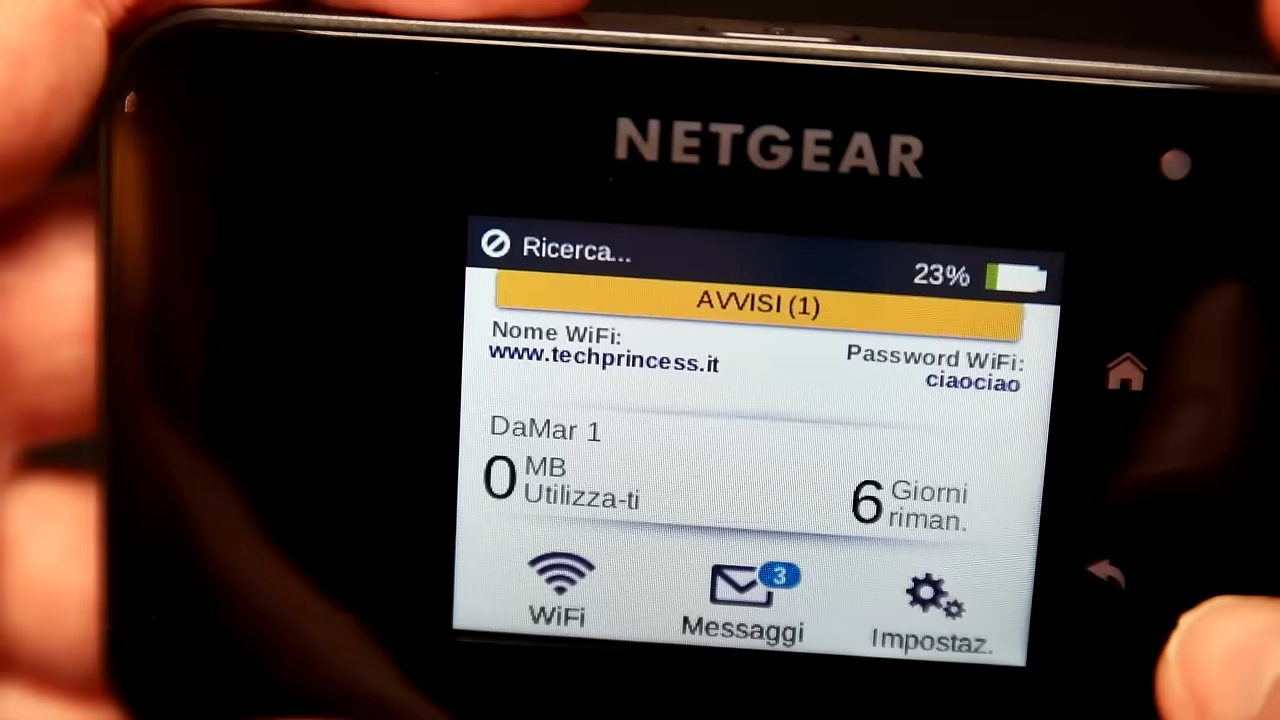 NETGEAR
Ricerca...
23%
AVVISI (1)
Nome WiFi:
www.techprincess.it
Password WiFi:
ciaociao
DaMar 1
0 MB
Utilizza-ti
6 Giorni
riman.
3
WiFi
Messaggi
Impostaz.